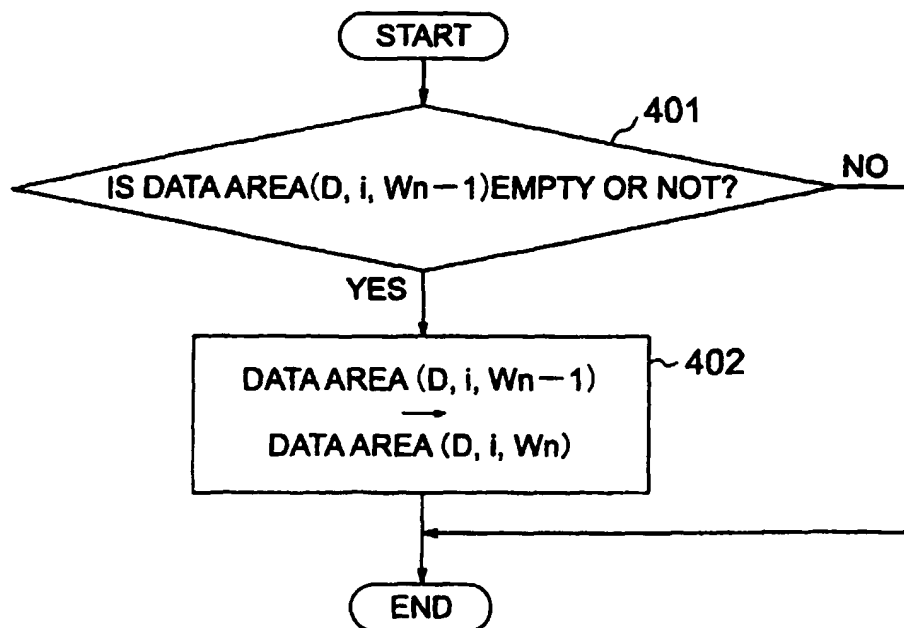 START
401
IS DATA AREA(D, i, Wn−1)EMPTY OR NOT?
NO
YES
DATA AREA (D, i, Wn−1)
→
DATA AREA (D, i, Wn)
402
END